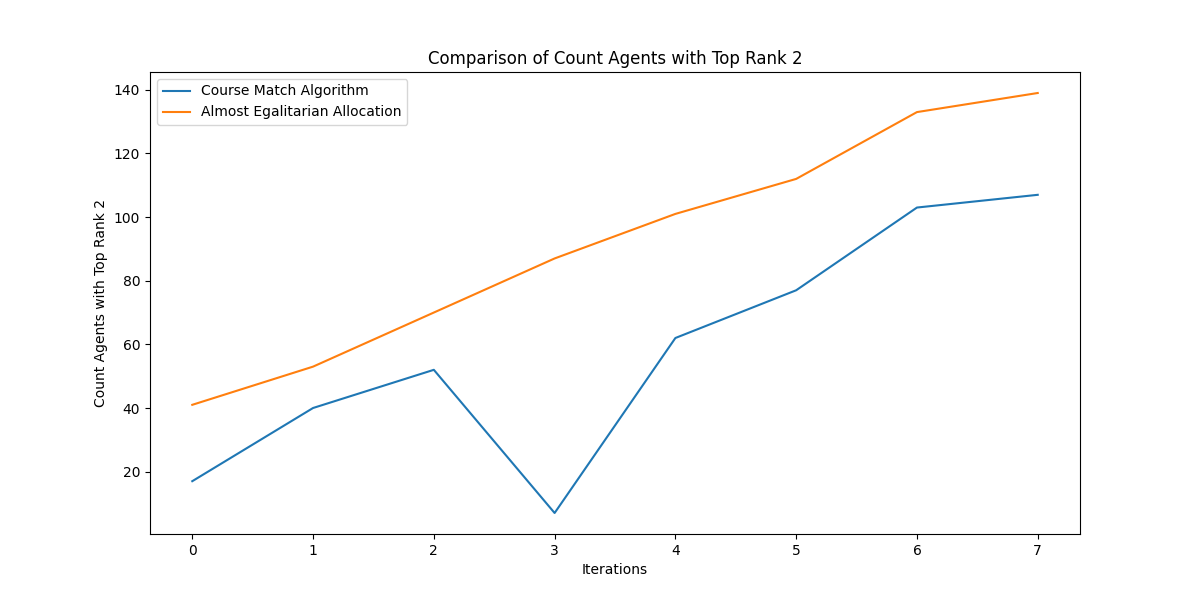 Comparison of Count Agents with Top Rank 2
Course Match Algorithm
Almost Egalitarian Allocation
Count Agents with Top Rank 2
140
120
100
80
60
40
20
0 1 2 3 4 5 6 7
Iterations